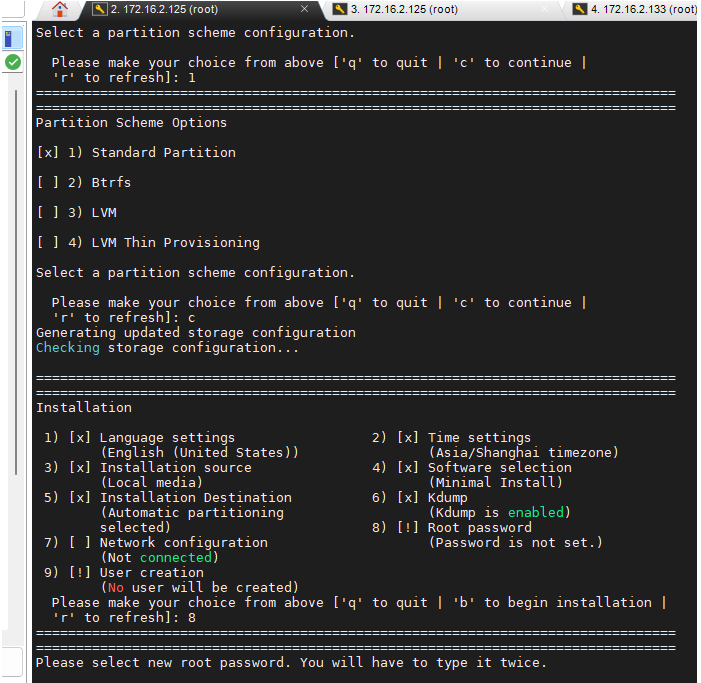 2. 172.16.2.125 (root)
3. 172.16.2.125 (root)
4. 172.16.2.133 (root)
Select a partition scheme configuration.
Please make your choice from above ['q' to quit | 'c' to continue |
'r' to refresh]: 1
================================================================================
================================================================================
Partition Scheme Options
[x] 1) Standard Partition
[ ] 2) Btrfs
[ ] 3) LVM
[ ] 4) LVM Thin Provisioning
Select a partition scheme configuration.
Please make your choice from above ['q' to quit | 'c' to continue |
'r' to refresh]: c
Generating updated storage configuration
Checking storage configuration...
================================================================================
================================================================================
Installation
1) [x] Language settings 2) [x] Time settings
(English (United States)) (Asia/Shanghai timezone)
3) [x] Installation source 4) [x] Software selection
(Local media) (Minimal Install)
5) [x] Installation Destination 6) [x] Kdump
(Automatic partitioning (Kdump is enabled)
selected) 8) [!] Root password
7) [ ] Network configuration (Password is not set.)
(Not connected)
9) [!] User creation
(No user will be created)
Please make your choice from above ['q' to quit | 'b' to begin installation |
'r' to refresh]: 8
================================================================================
================================================================================
Please select new root password. You will have to type it twice.